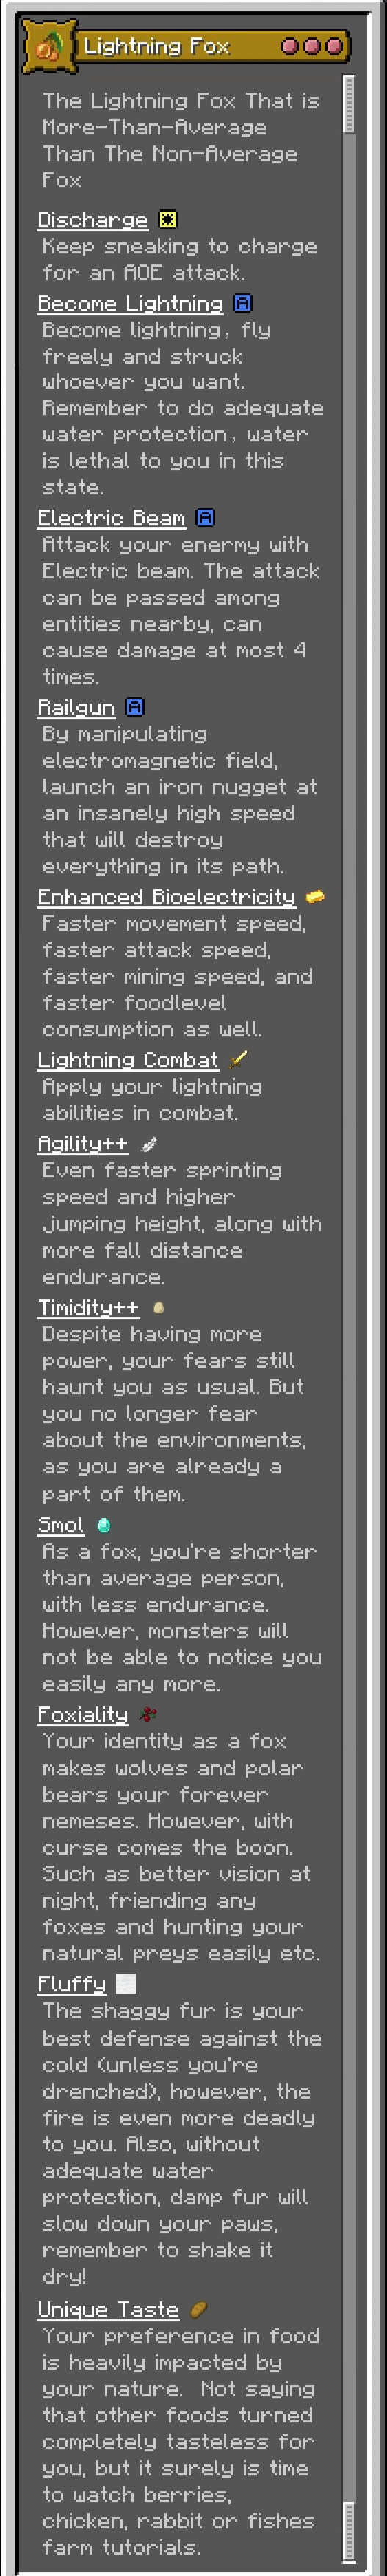 Lightning Fox
The Lightning Fox That is
More-Than-Average
Than The Non-Average
Fox
Discharge
Keep sneaking to charge
for an AOE attack.
Become Lightning A
Become lightning, fly
freely and struck
whoever you want.
Remember to do adequate
water protection, water
is lethal to you in this
state.
Electric Beam A
Attack your enermy with
Electric beam. The attack
can be passed among
entities nearby, can
cause damage at most 4
times.
Railgun A
By manipulating
electromagnetic field,
launch an iron nugget at
an insanely high speed
that will destroy
everything in its path.
Enhanced Bioelectricity
Faster movement speed,
faster attack speed,
faster mining speed, and
faster foodlevel
consumption as well.
Lightning Combat
Apply your lightning
abilities in combat.
Agility++
Even faster sprinting
speed and higher
jumping height, along with
more fall distance
endurance.
Timidity++
Despite having more
power, your fears still
haunt you as usual. But
you no longer fear
about the environments,
as you are already a
part of them.
Smol
As a fox, you're shorter
than average person,
with less endurance.
However, monsters will
not be able to notice you
easily any more.
Foxiality
Your identity as a fox
makes wolves and polar
bears your forever
nemeses. However, with
curse comes the boon.
Such as better vision at
night, friending any
foxes and hunting your
natural preys easily etc.
Fluffy
The shaggy fur is your
best defense against the
cold (unless you're
drenched), however, the
fire is even more deadly
to you. Also, without
adequate water
protection, damp fur will
slow down your paws,
remember to shake it
dry!
Unique Taste
Your preference in food
is heavily impacted by
your nature.  Not saying
that other foods turned
completely tasteless for
you, but it surely is time
to watch berries,
chicken, rabbit or fishes
farm tutorials.